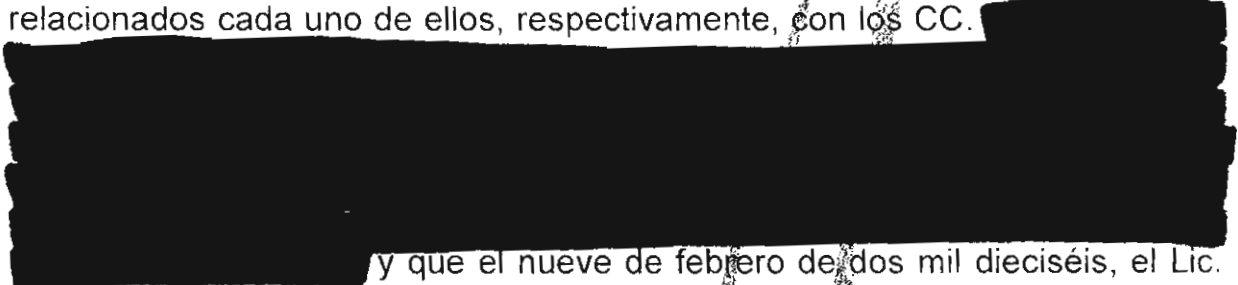 relacionados cada uno de ellos, respectivamente, con los CC.
y que el nueve de febrero de dos mil dieciséis, el Lic.